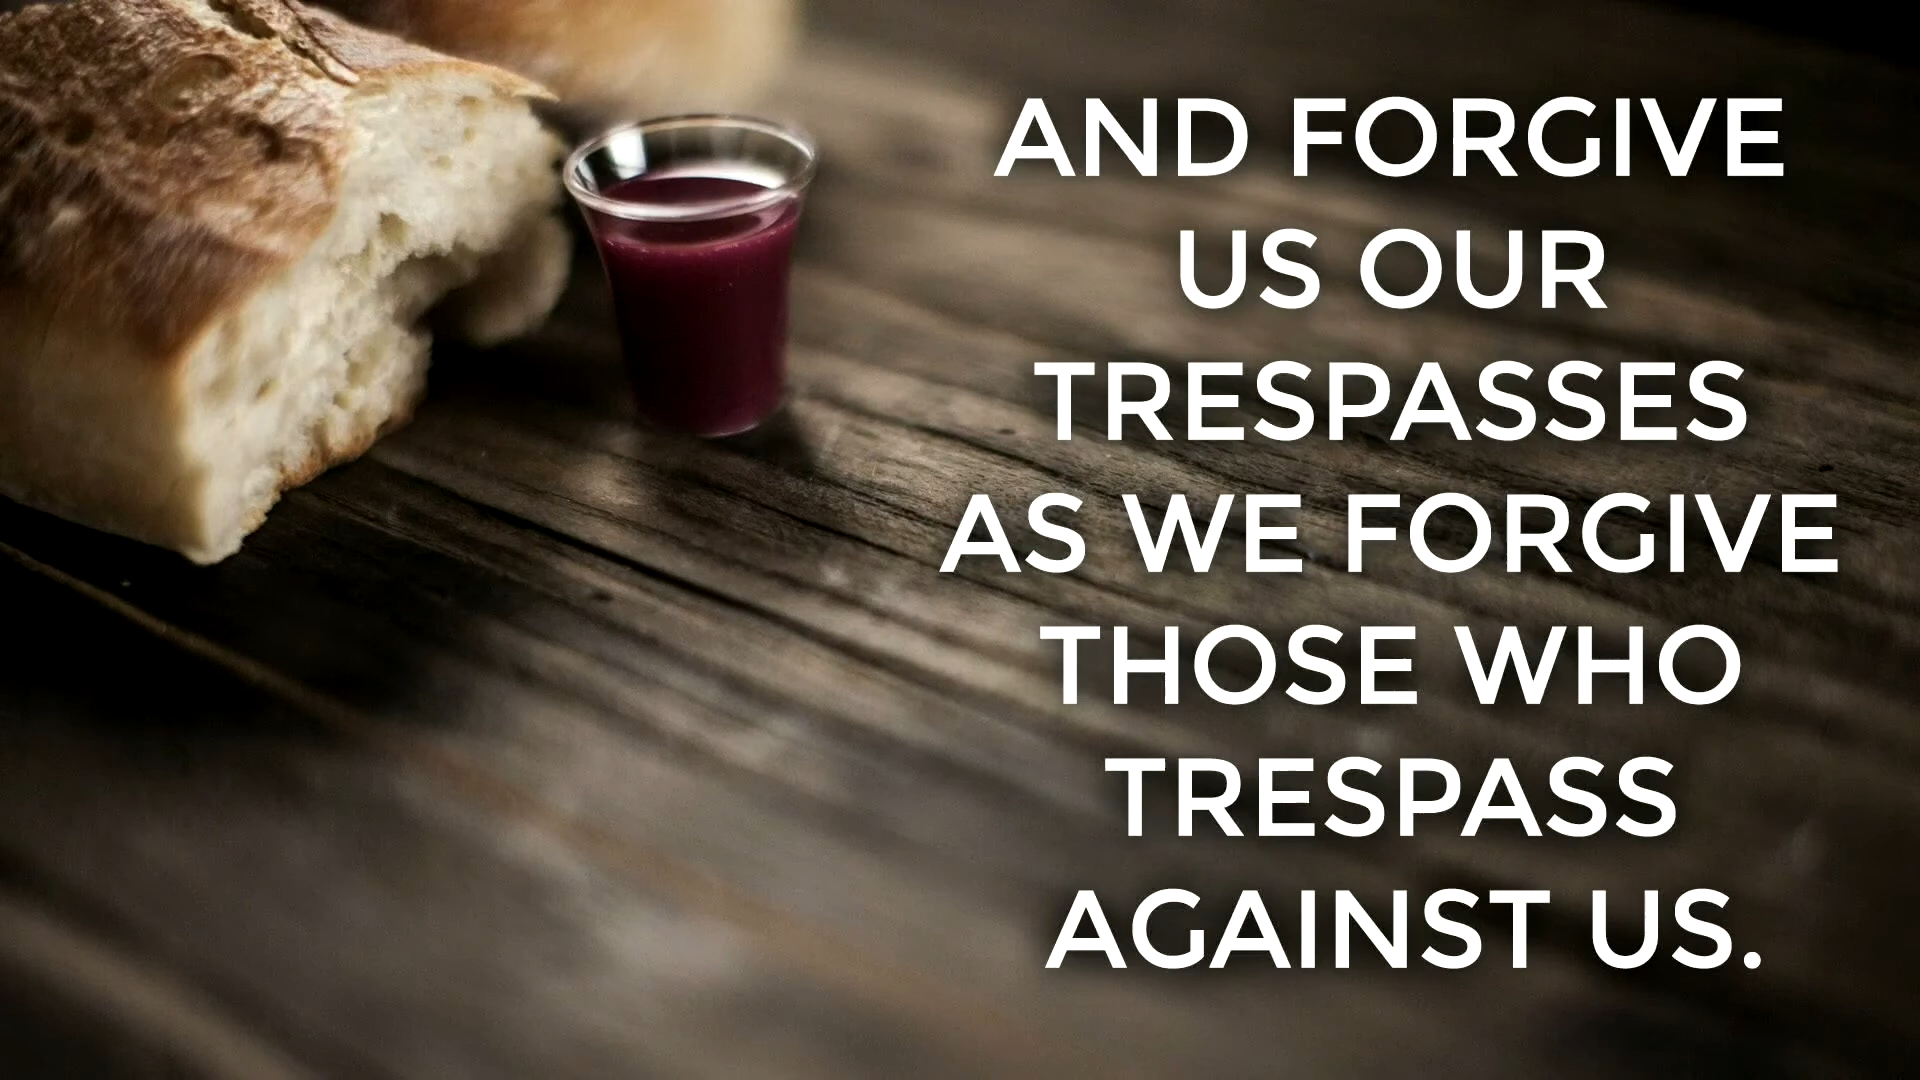 AND FORGIVE
US OUR
TRESPASSES
AS WE FORGIVE
THOSE WHO
TRESPASS
AGAINST US.